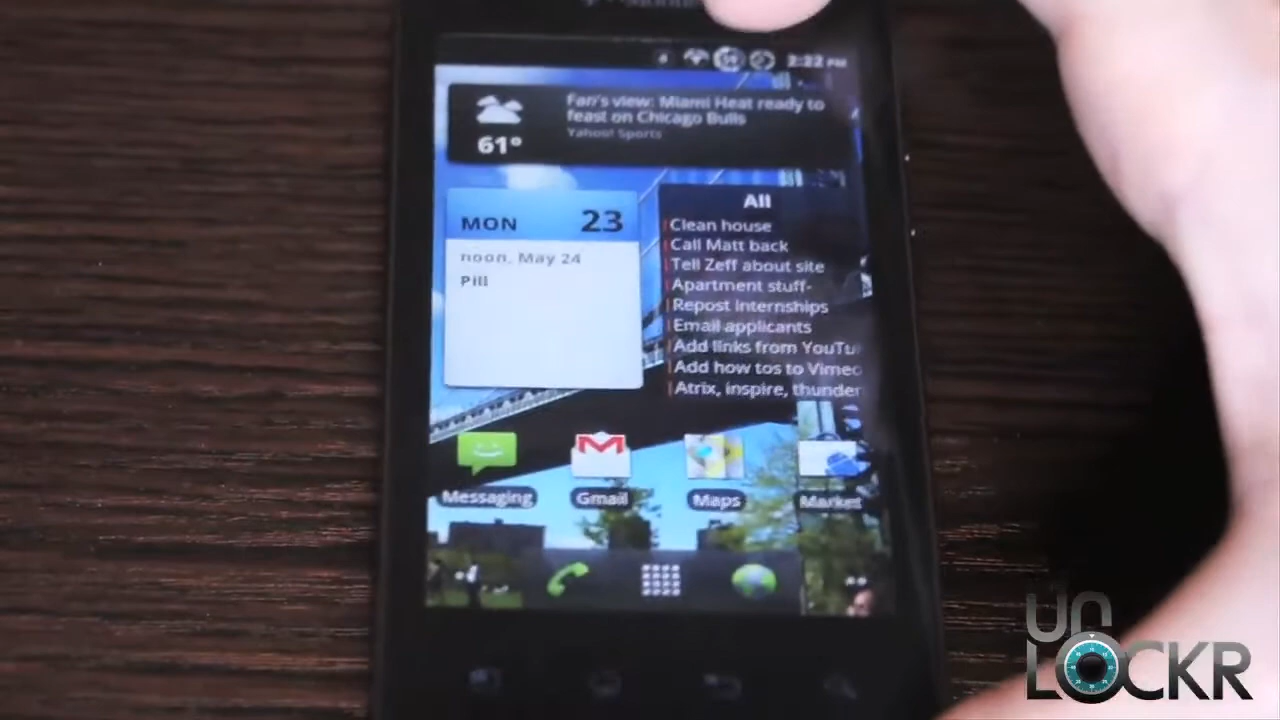 2:22 PM
Fan's view: Miami Heat ready to
feast on Chicago Bulls
Yahoo! Sports
61°
MON 23
noon, May 24
Pill
All
Clean house
Call Matt back
Tell Zeff about site
Apartment stuff-
Repost internships
Email applicants
Add links from YouTu
Add how tos to Vimeo
Atrix, inspire, thunder
Messaging
Gmail
Maps
Market
Un
LOCKR